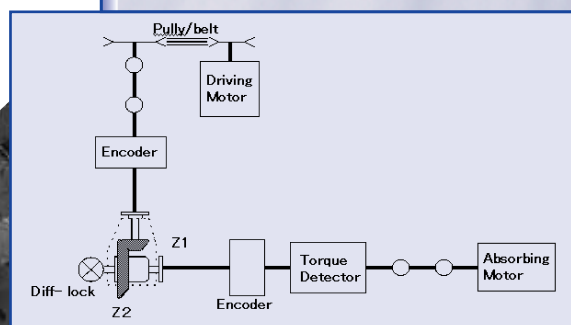 Pully/belt
Driving
Motor
Encoder
Z1
Diff- lock
Z2
Encoder
Torque
Detector
Absorbing
Motor